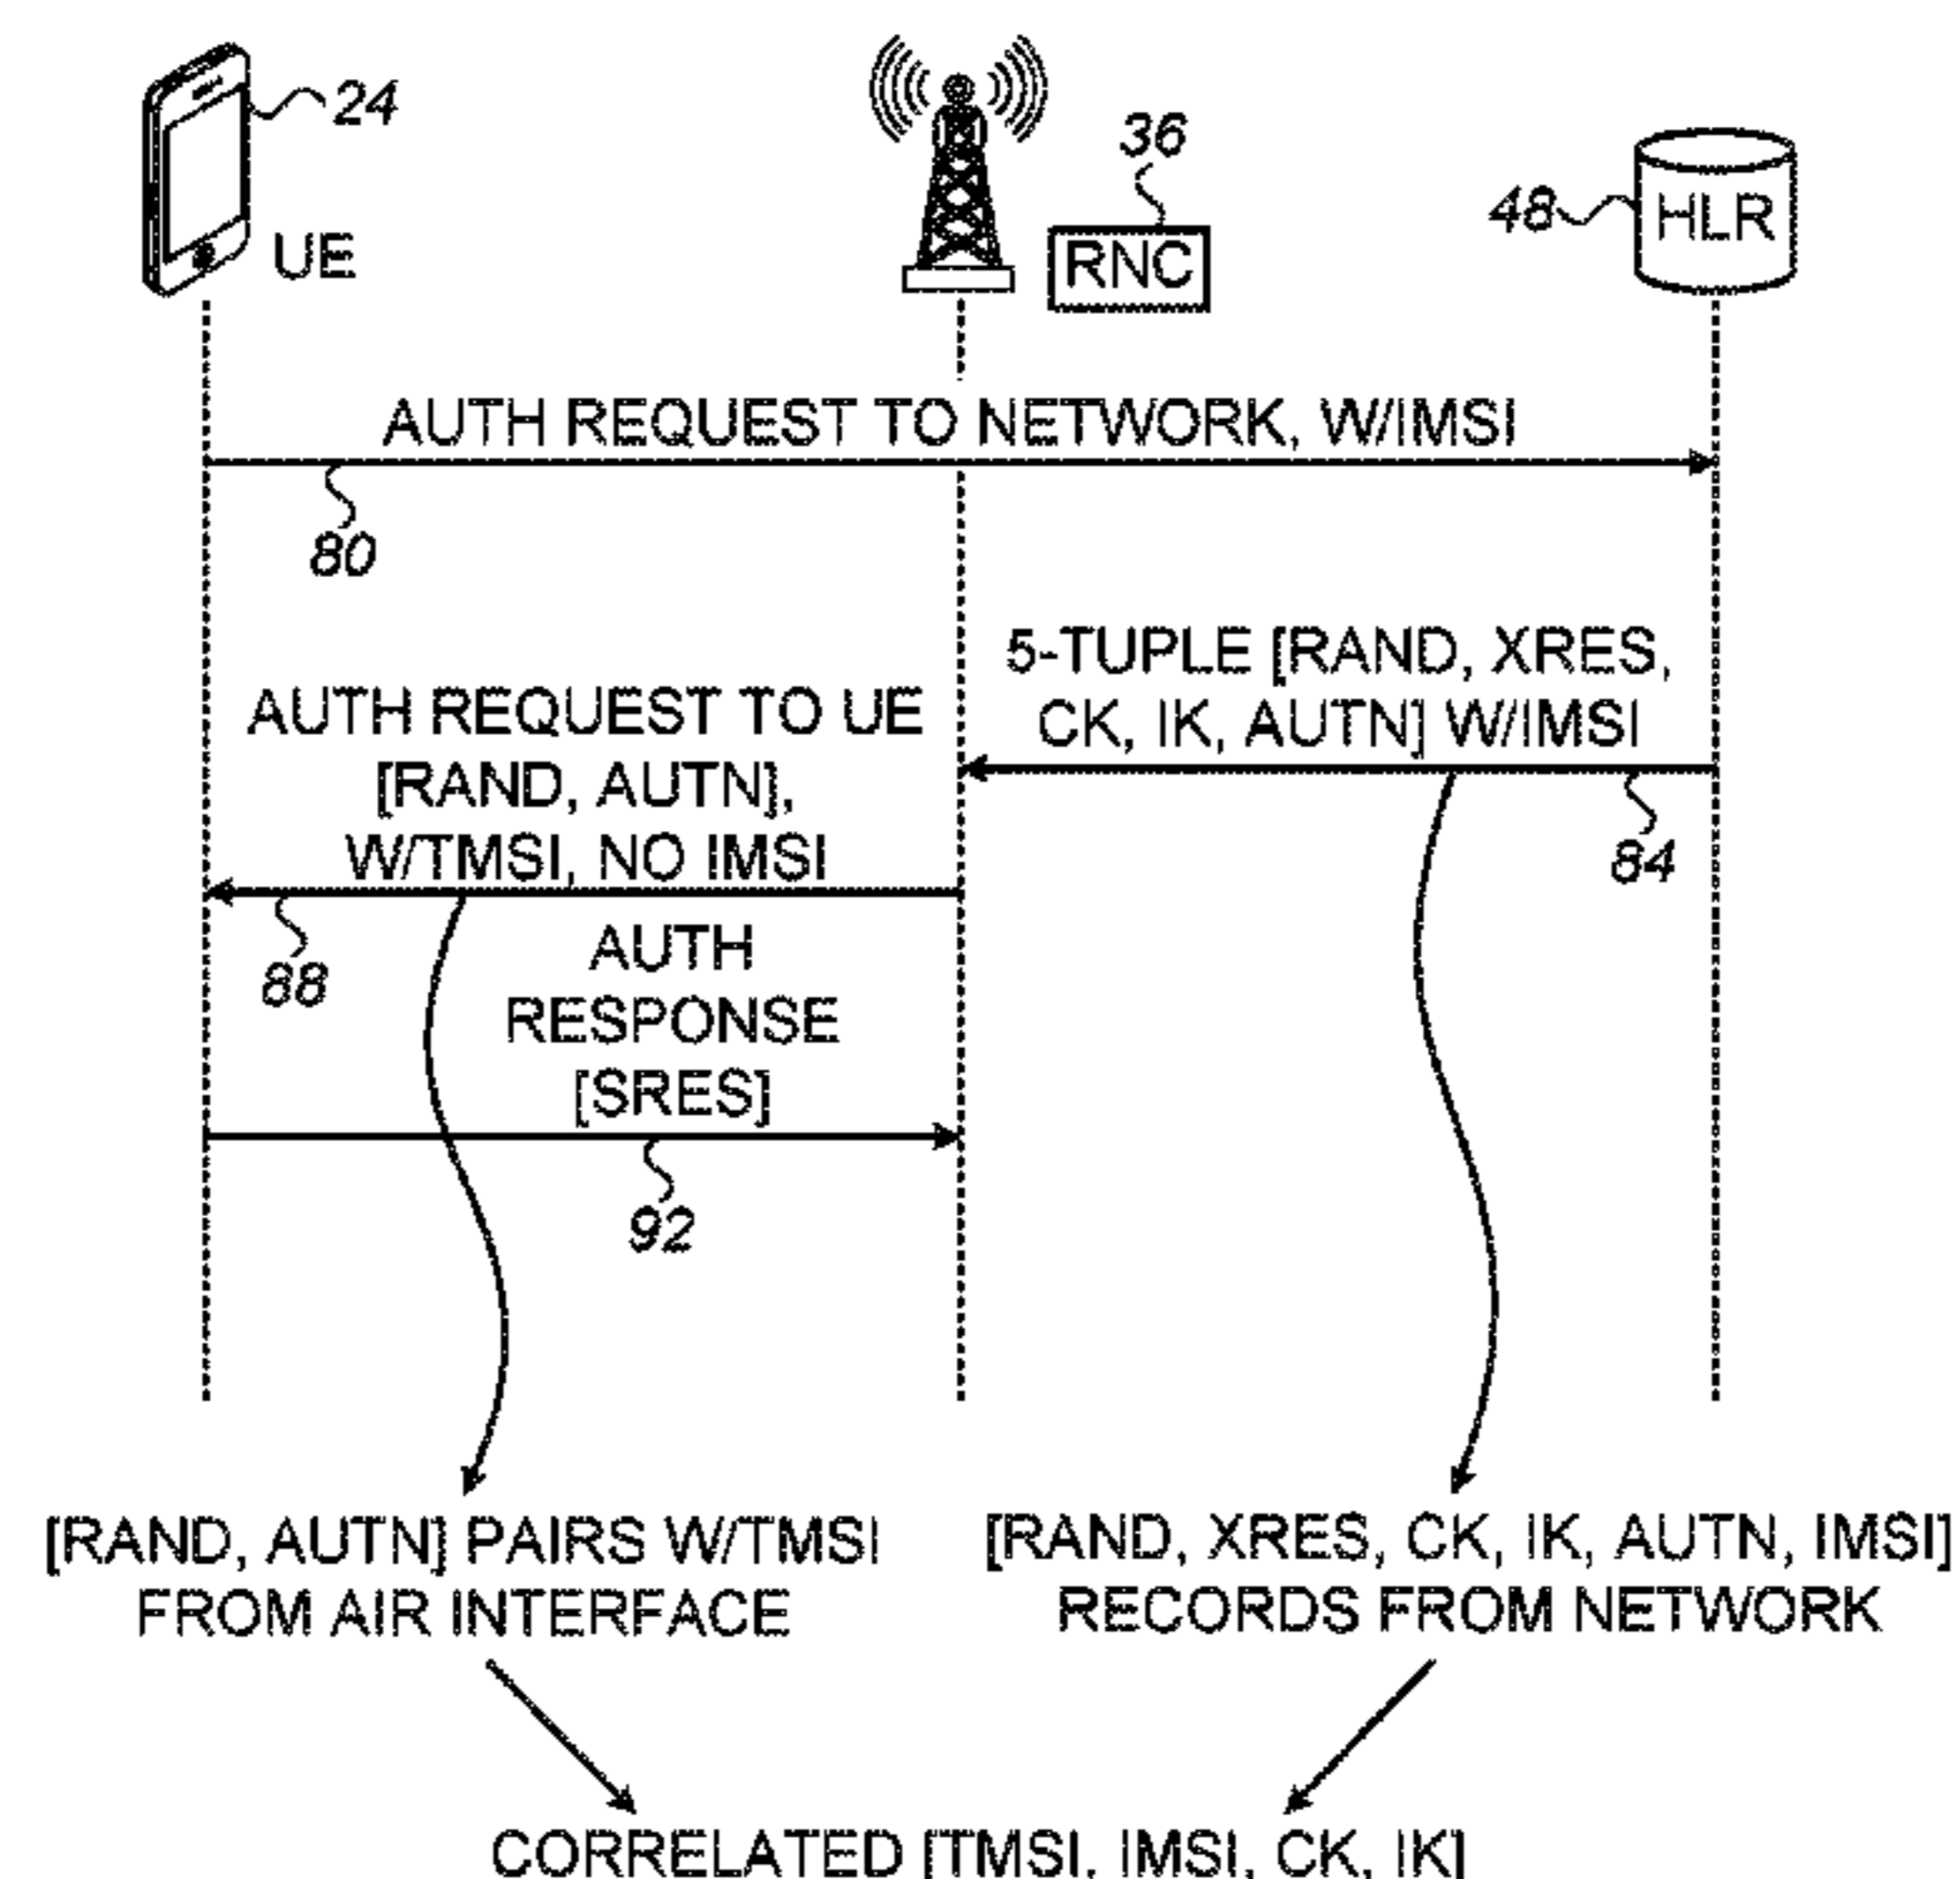 24
36
48
HLR
UE
RNC
AUTH REQUEST TO NETWORK, W/IMSI
80
5-TUPLE [RAND, XRES,
CK, IK, AUTN] W/IMSI
84
AUTH REQUEST TO UE
[RAND, AUTN],
W/TMSI, NO IMSI
88
AUTH
RESPONSE
[SRES]
92
[RAND, AUTN] PAIRS W/TMSI
FROM AIR INTERFACE
[RAND, XRES, CK, IK, AUTN, IMSI]
RECORDS FROM NETWORK
CORRELATED [TMSI, IMSI, CK, IK]